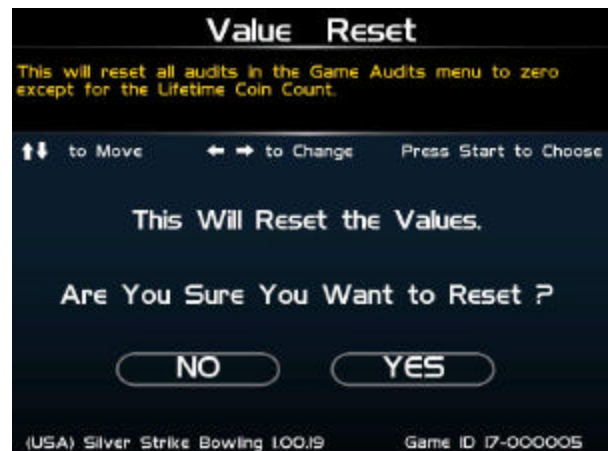 Value Reset
This will reset all audits in the Game Audits menu to zero
except for the Lifetime Coin Count.
to Move to Change Press Start to Choose
This Will Reset the Values.
Are You Sure You Want to Reset ?
NO YES
(USA) Silver Strike Bowling 1.00.19 Game ID 17-000005